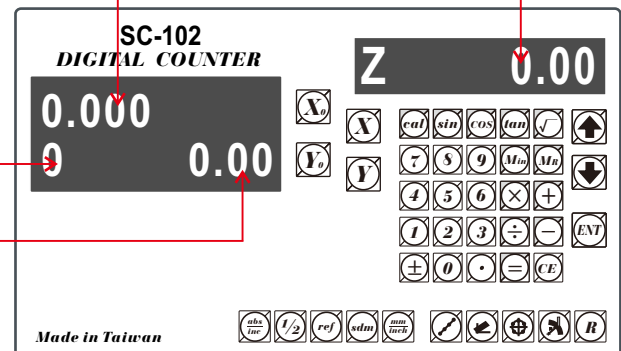 SC-102
DIGITAL COUNTER
Z 0.00
0.000
0 0.00
X₀
Y₀
X
Y
cal sin cos tan √
7 8 9 Min MR
4 5 6 × +
1 2 3 ÷ − ENT
± 0 · = CE
Made in Taiwan
abs/inc 1/2 ref sdm mm/inch R